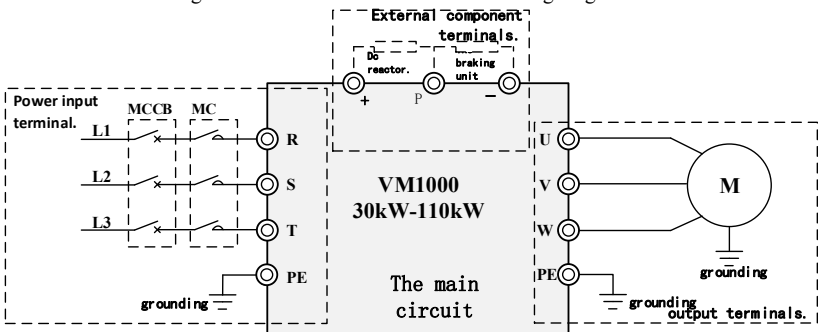 External component
terminals.
Dc
reactor.
braking
unit
+
P
−
Power input
terminal.
MCCB
MC
L1
R
U
L2
S
V
L3
T
W
PE
PE
VM1000
30kW-110kW
M
The main
circuit
grounding
grounding
grounding
output terminals.